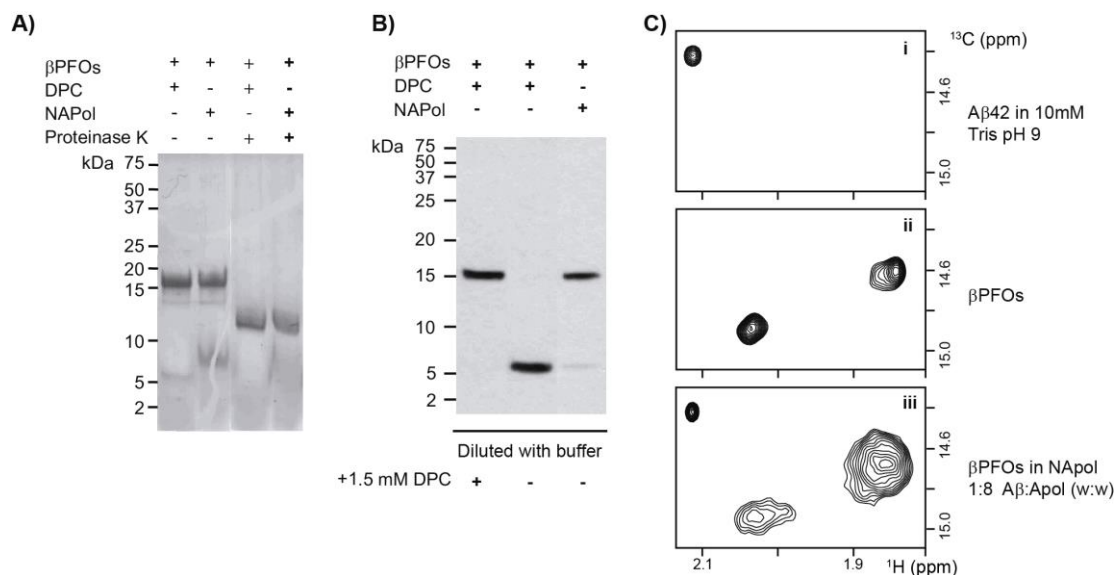 A)
βPFOs + + + +
DPC + - + -
NAPol - + - +
Proteinase K - - + +
kDa
75
50
37
25
20
15
10
5
2
B)
βPFOs + + +
DPC + + -
NAPol - - +
kDa
75
50
37
25
20
15
10
5
2
Diluted with buffer
+1.5 mM DPC + - -
C)
i
¹³C (ppm)
14.6
15.0
Aβ42 in 10mM
Tris pH 9
ii
14.6
15.0
βPFOs
iii
14.6
15.0
βPFOs in NApol
1:8 Aβ:Apol (w:w)
2.1 1.9 ¹H (ppm)